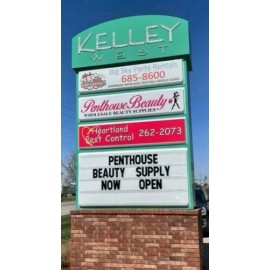 KELLEY
WEST
Big Sky Party Rentals
685-8600
Penthouse Beauty
WHOLESALE BEAUTY SUPPLIES
Heartland
Pest Control 262-2073
PENTHOUSE
BEAUTY SUPPLY
NOW OPEN